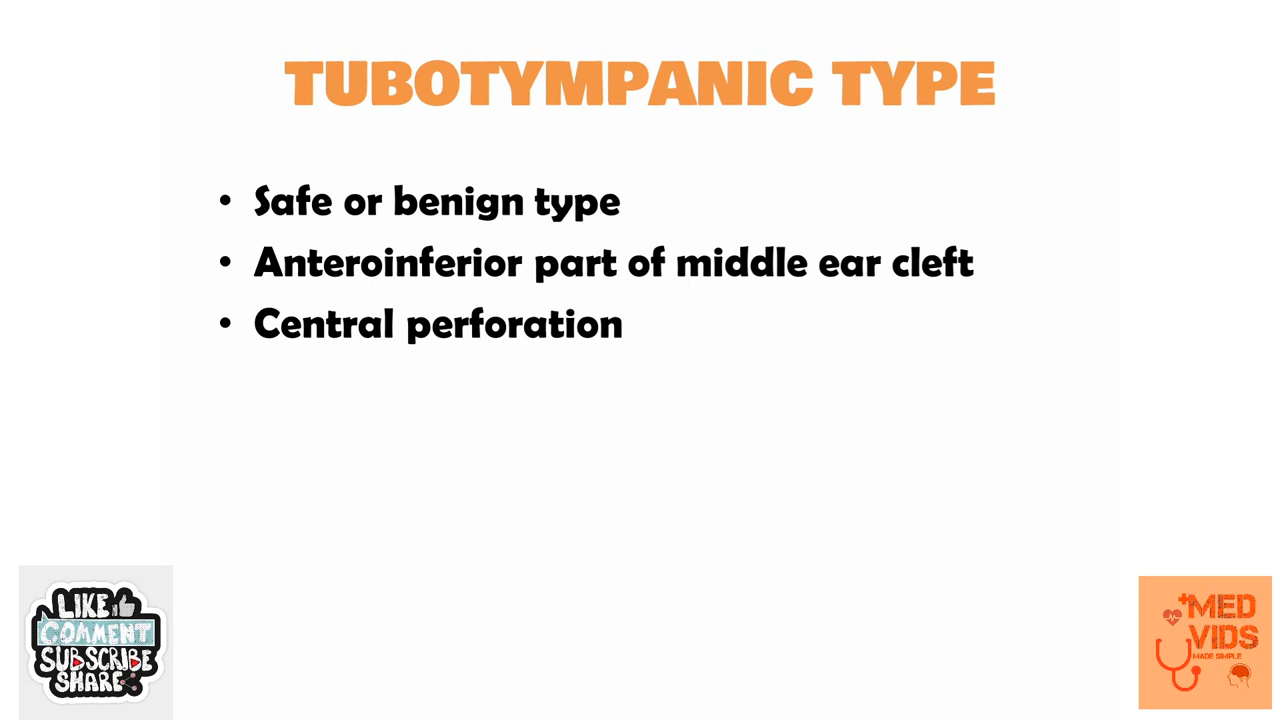 TUBOTYMPANIC TYPE
• Safe or benign type
• Anteroinferior part of middle ear cleft
• Central perforation
LIKE
COMMENT
SUBSCRIBE
SHARE
MED
VIDS
MADE SIMPLE